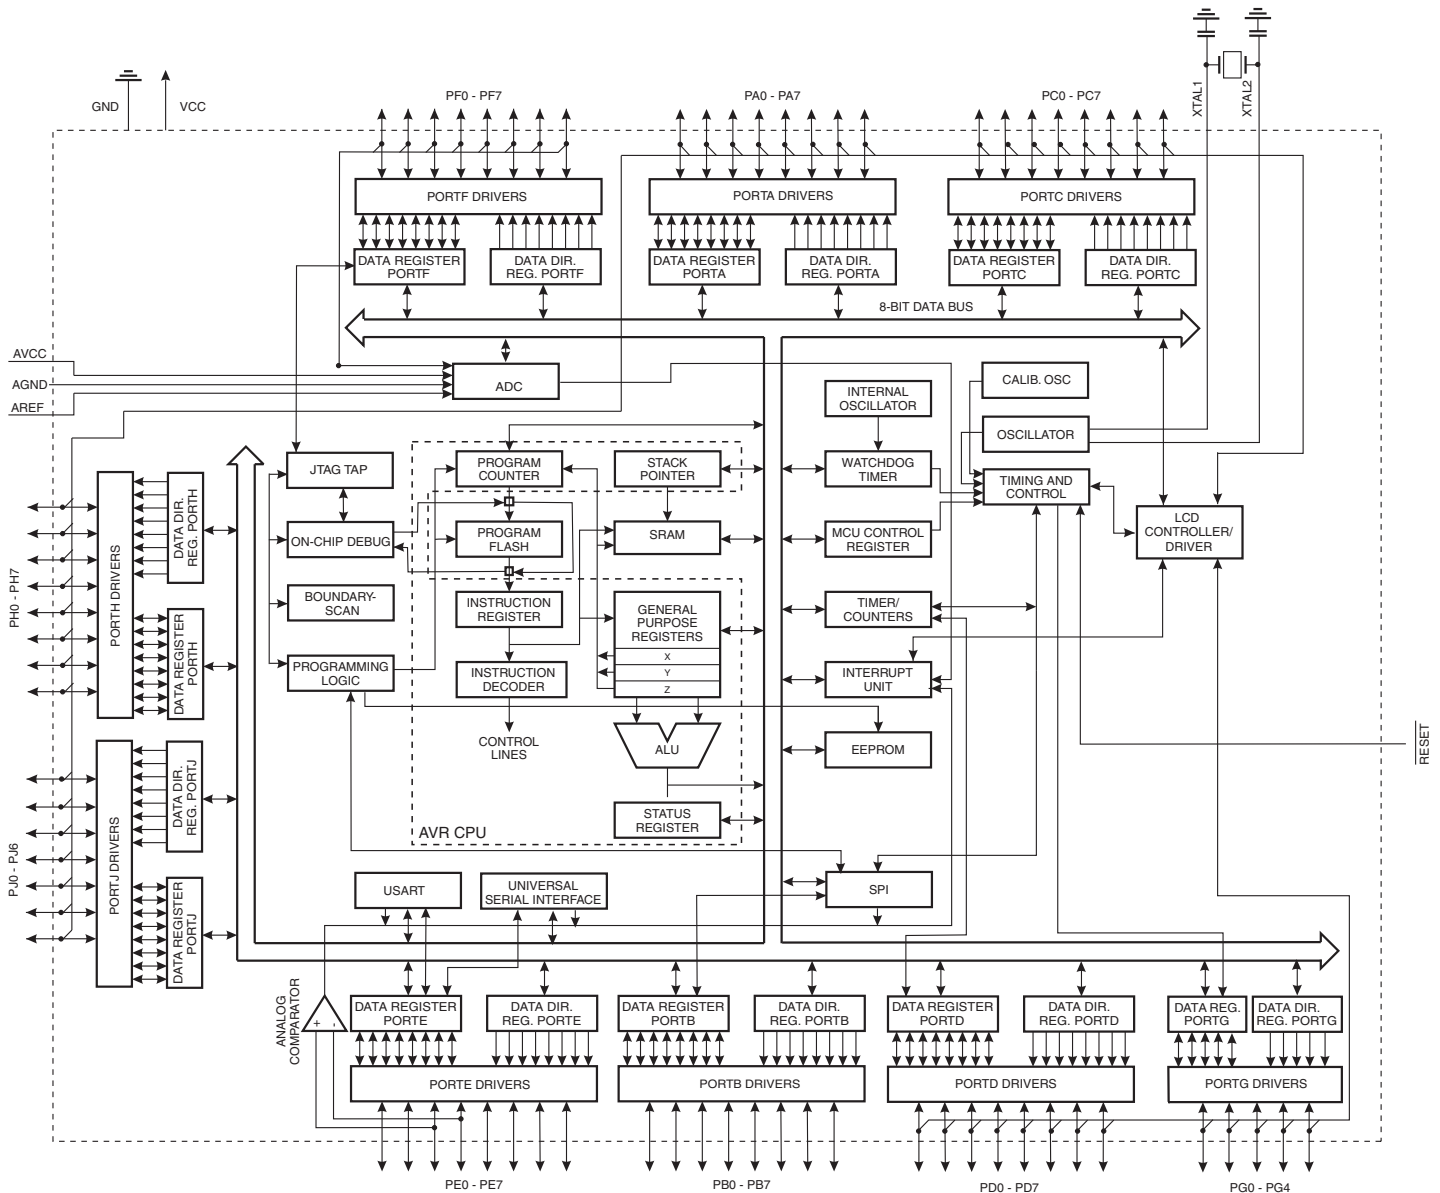 GND
VCC
PF0 - PF7
PA0 - PA7
PC0 - PC7
XTAL1
XTAL2
PORTF DRIVERS
PORTA DRIVERS
PORTC DRIVERS
DATA REGISTER
PORTF
DATA DIR.
REG. PORTF
DATA REGISTER
PORTA
DATA DIR.
REG. PORTA
DATA REGISTER
PORTC
DATA DIR.
REG. PORTC
8-BIT DATA BUS
AVCC
AGND
AREF
ADC
CALIB. OSC
INTERNAL
OSCILLATOR
OSCILLATOR
JTAG TAP
PROGRAM
COUNTER
STACK
POINTER
WATCHDOG
TIMER
TIMING AND
CONTROL
LCD
CONTROLLER/
DRIVER
ON-CHIP DEBUG
PROGRAM
FLASH
SRAM
MCU CONTROL
REGISTER
BOUNDARY-
SCAN
INSTRUCTION
REGISTER
GENERAL
PURPOSE
REGISTERS
X
Y
Z
TIMER/
COUNTERS
PROGRAMMING
LOGIC
INSTRUCTION
DECODER
INTERRUPT
UNIT
CONTROL
LINES
ALU
EEPROM
RESET
STATUS
REGISTER
AVR CPU
PH0 - PH7
PORTH DRIVERS
DATA DIR.
REG. PORTH
DATA REGISTER
PORTH
PJ0 - PJ6
PORTJ DRIVERS
DATA DIR.
REG. PORTJ
DATA REGISTER
PORTJ
USART
UNIVERSAL
SERIAL INTERFACE
SPI
ANALOG
COMPARATOR
+
-
DATA REGISTER
PORTE
DATA DIR.
REG. PORTE
DATA REGISTER
PORTB
DATA DIR.
REG. PORTB
DATA REGISTER
PORTD
DATA DIR.
REG. PORTD
DATA REG.
PORTG
DATA DIR.
REG. PORTG
PORTE DRIVERS
PORTB DRIVERS
PORTD DRIVERS
PORTG DRIVERS
PE0 - PE7
PB0 - PB7
PD0 - PD7
PG0 - PG4